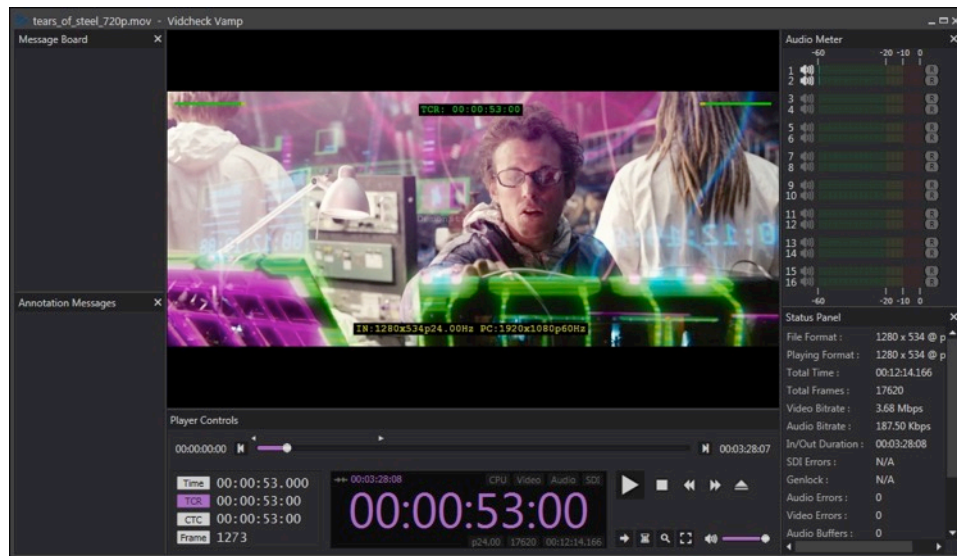 tears_of_steel_720p.mov - Vidcheck Vamp
Message Board
Annotation Messages
TCR: 00:00:53:00
IN:1280x534p24.00Hz PC:1920x1080p60Hz
Player Controls
00:00:00:00
00:03:28:07
Time 00:00:53.000
TCR 00:00:53:00
CTC 00:00:53:00
Frame 1273
00:03:28:08 CPU Video Audio SDI
00:00:53:00
p24.00 17620 00:12:14.166
Audio Meter
-60 -20 -10 0
1 R
2 R
3 R
4 R
5 R
6 R
7 R
8 R
9 R
10 R
11 R
12 R
13 R
14 R
15 R
16 R
-60 -20 -10 0
Status Panel
File Format : 1280 x 534 @ p
Playing Format : 1280 x 534 @ p
Total Time : 00:12:14.166
Total Frames : 17620
Video Bitrate : 3.68 Mbps
Audio Bitrate : 187.50 Kbps
In/Out Duration : 00:03:28:08
SDI Errors : N/A
Genlock : N/A
Audio Errors : 0
Video Errors : 0
Audio Buffers : 0